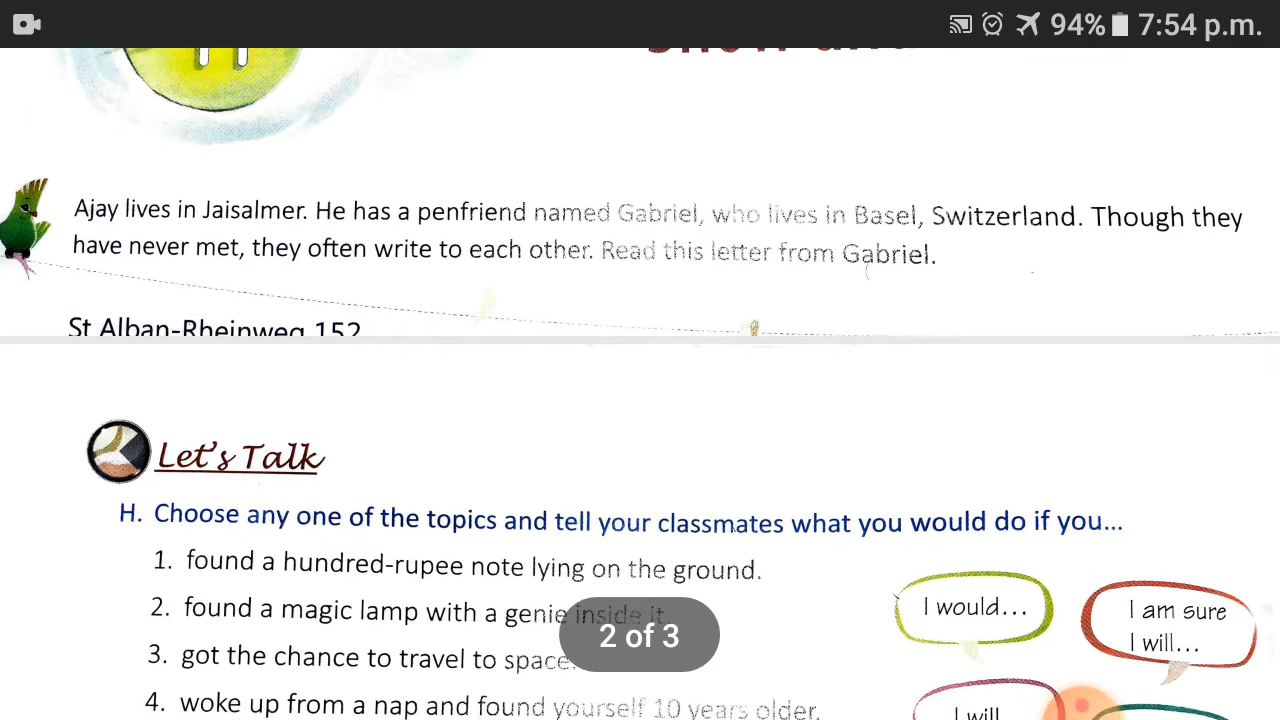 94% 7:54 p.m.
Ajay lives in Jaisalmer. He has a penfriend named Gabriel, who lives in Basel, Switzerland. Though they
have never met, they often write to each other. Read this letter from Gabriel.
St Alban-Rheinweg 152
Let's Talk
H. Choose any one of the topics and tell your classmates what you would do if you...
1. found a hundred-rupee note lying on the ground.
2. found a magic lamp with a genie inside it.
2 of 3
3. got the chance to travel to space.
4. woke up from a nap and found yourself 10 years older.
I would...
I am sure
I will...
I will